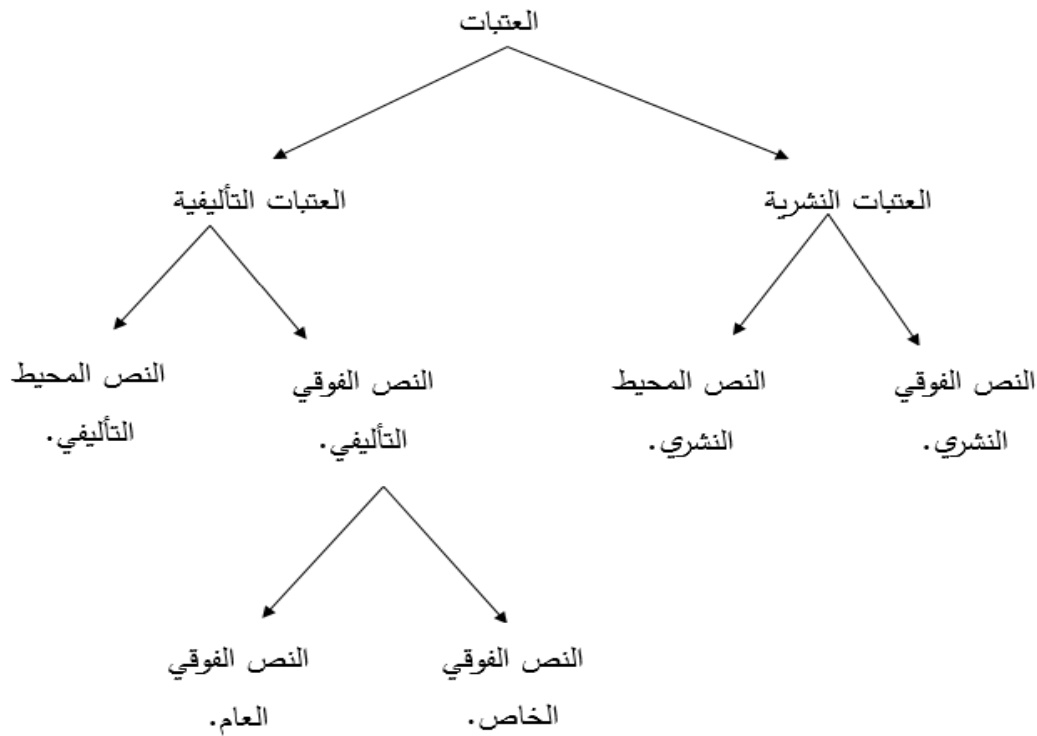 العتبات
العتبات النشرية
العتبات التأليفية
النص الفوقي
النشري.
النص المحيط
النشري.
النص الفوقي
التأليفي.
النص المحيط
التأليفي.
النص الفوقي
الخاص.
النص الفوقي
العام.